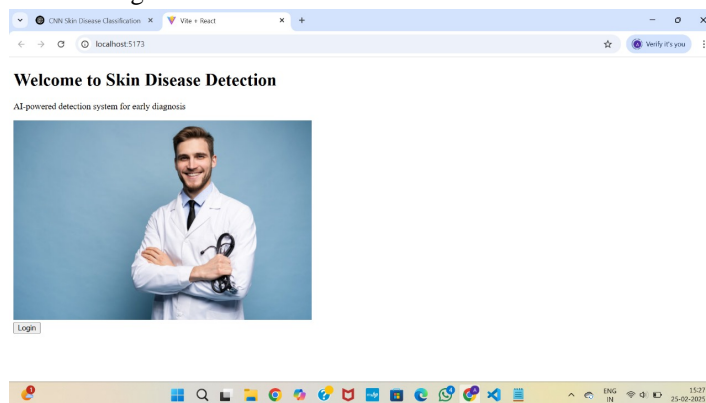 CNN Skin Disease Classification
Vite + React
localhost:5173
Verify it's you
Welcome to Skin Disease Detection
AI-powered detection system for early diagnosis
Login
ENG
IN
15:27
25-02-2025